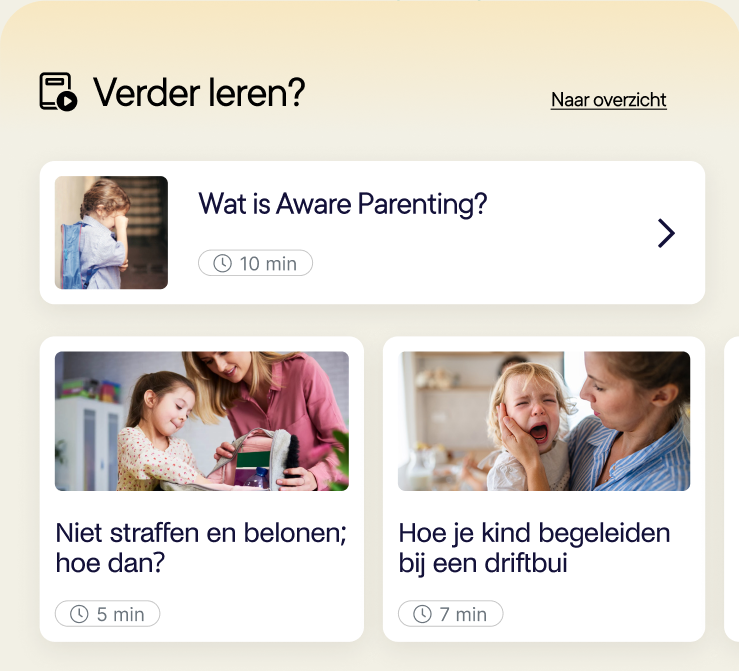 Verder leren?
Naar overzicht
Wat is Aware Parenting?
10 min
Niet straffen en belonen;
hoe dan?
5 min
Hoe je kind begeleiden
bij een driftbui
7 min